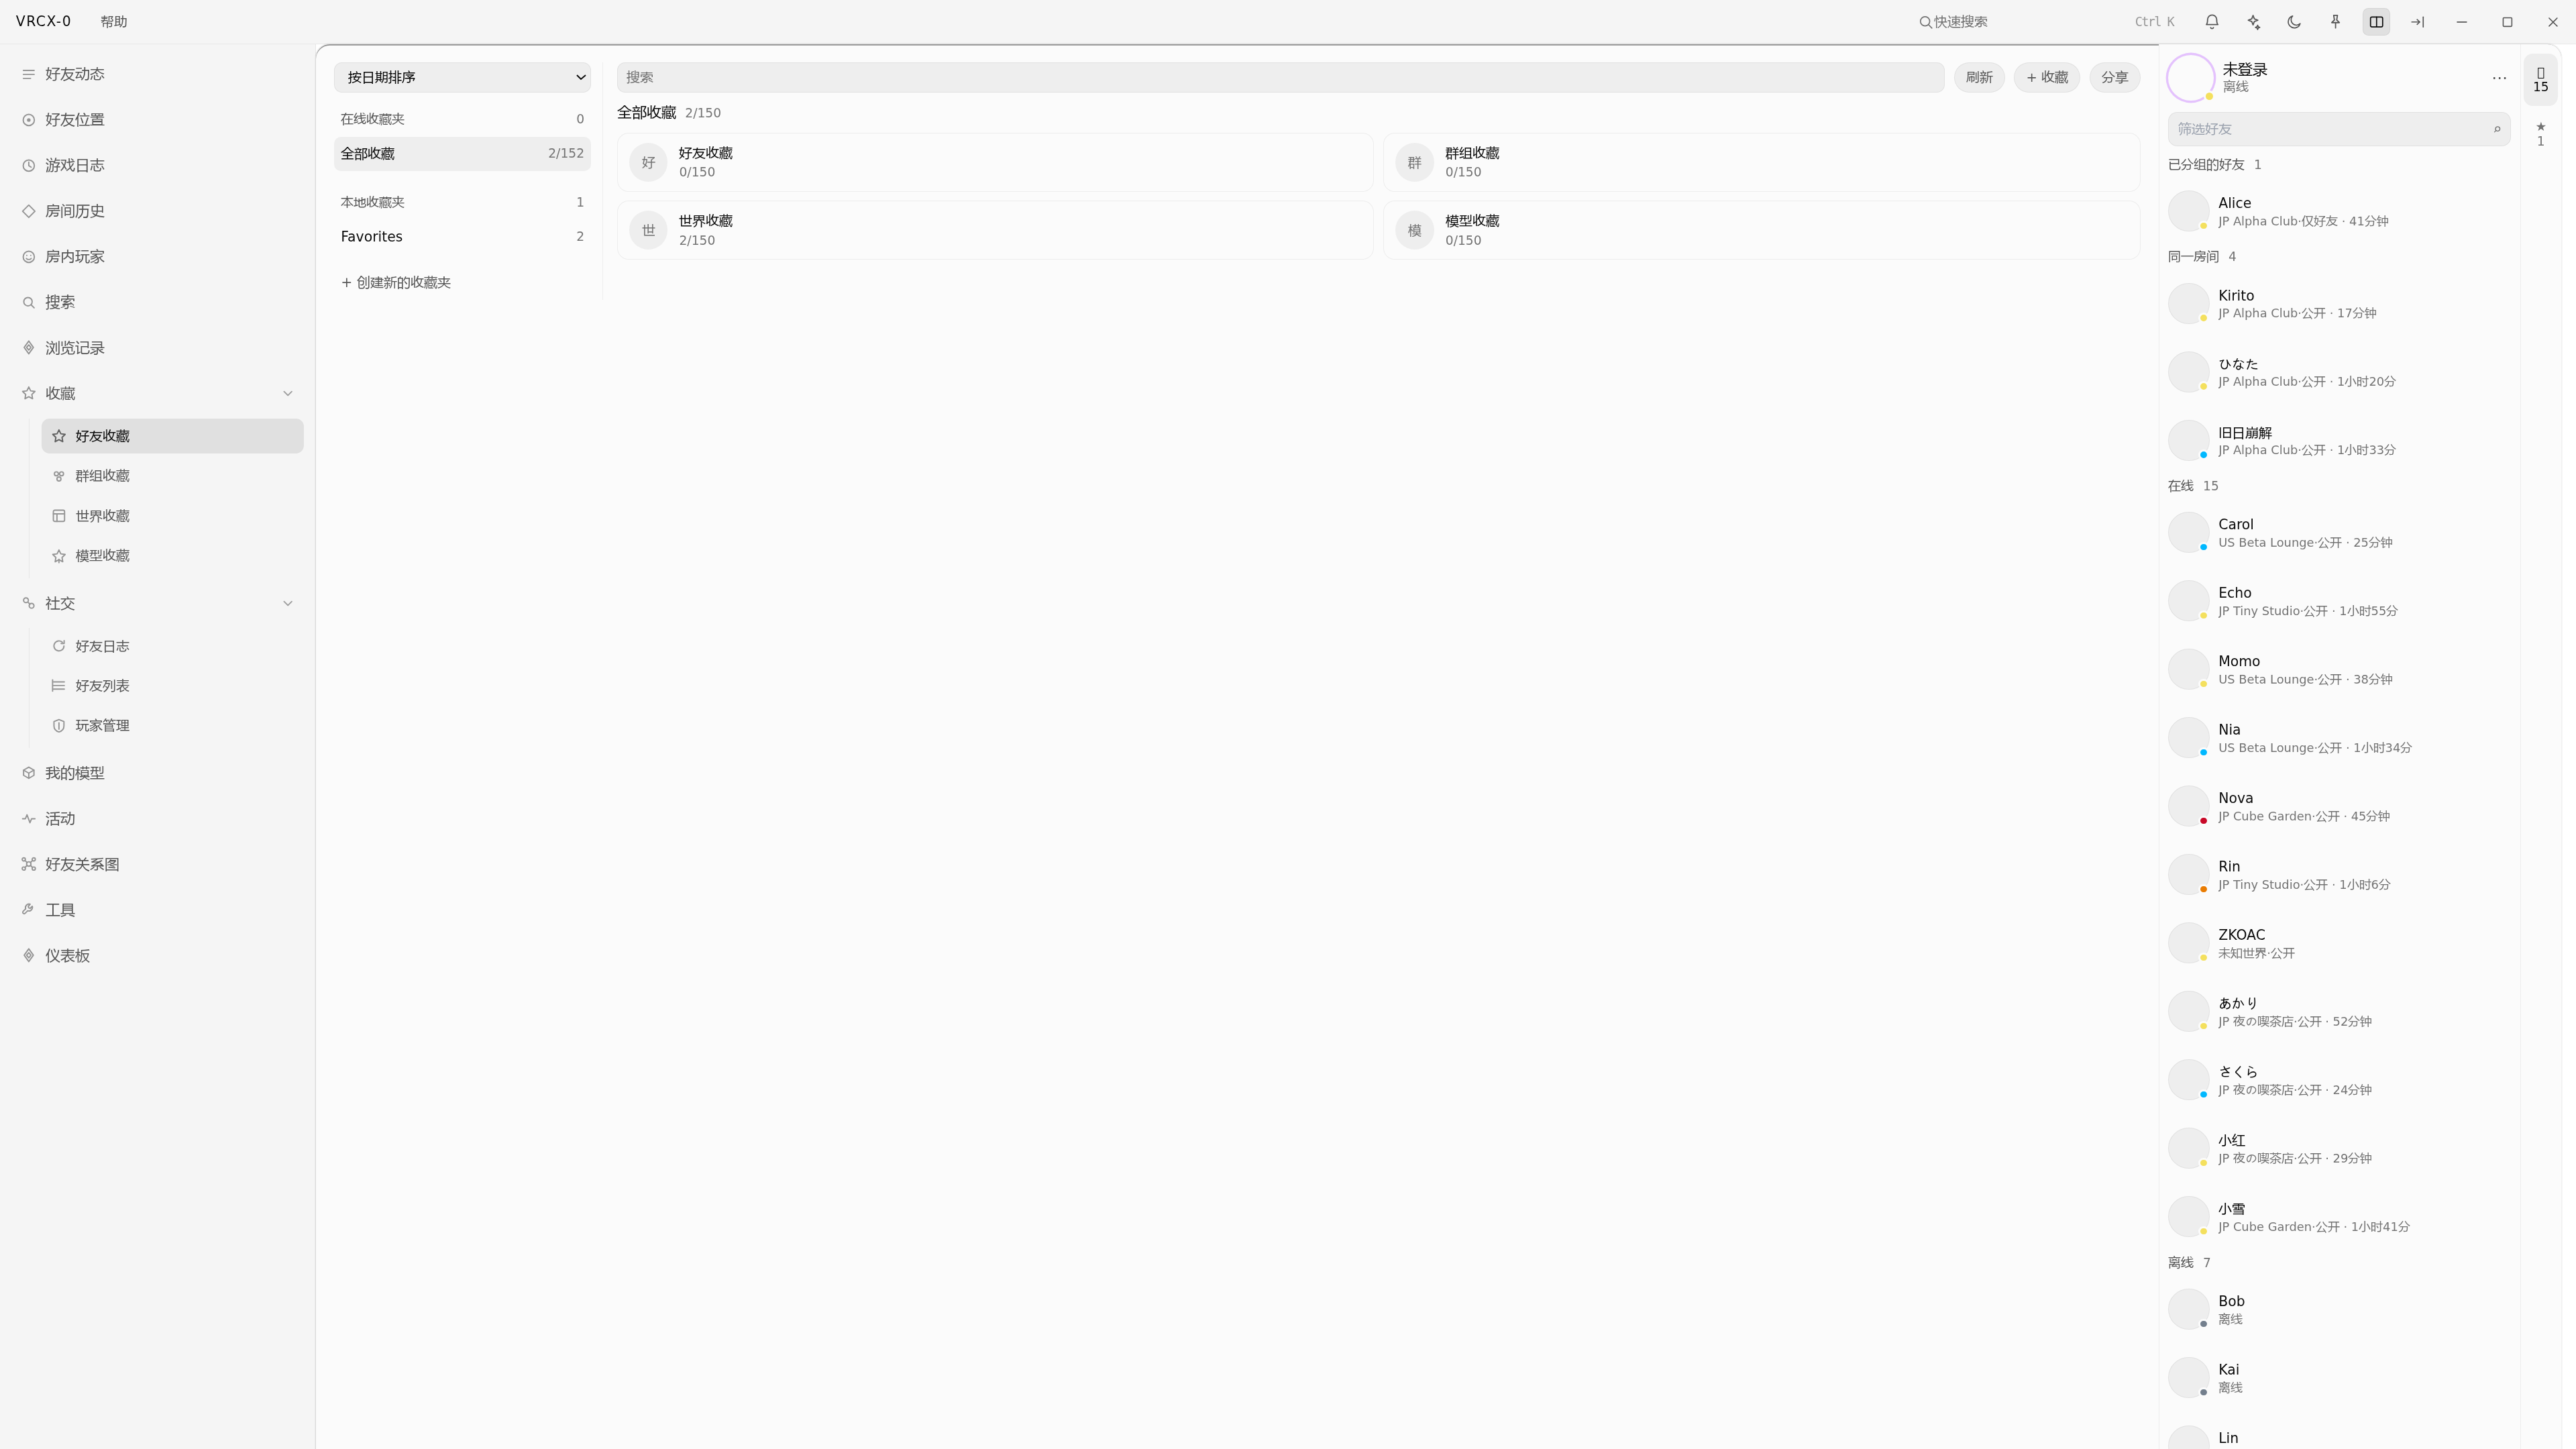 VRCX-0
帮助
快速搜索
Ctrl K
好友动态
好友位置
游戏日志
房间历史
房内玩家
搜索
浏览记录
收藏
好友收藏
群组收藏
世界收藏
模型收藏
社交
好友日志
好友列表
玩家管理
我的模型
活动
好友关系图
工具
仪表板
按日期排序
在线收藏夹 0
全部收藏 2/152
本地收藏夹 1
Favorites 2
+ 创建新的收藏夹
搜索
刷新
+ 收藏
分享
全部收藏 2/150
好
好友收藏
0/150
群
群组收藏
0/150
世
世界收藏
2/150
模
模型收藏
0/150
未登录
离线
...
筛选好友
已分组的好友 1
Alice
JP Alpha Club·仅好友 · 41分钟
同一房间 4
Kirito
JP Alpha Club·公开 · 17分钟
ひなた
JP Alpha Club·公开 · 1小时20分
旧日崩解
JP Alpha Club·公开 · 1小时33分
在线 15
Carol
US Beta Lounge·公开 · 25分钟
Echo
JP Tiny Studio·公开 · 1小时55分
Momo
US Beta Lounge·公开 · 38分钟
Nia
US Beta Lounge·公开 · 1小时34分
Nova
JP Cube Garden·公开 · 45分钟
Rin
JP Tiny Studio·公开 · 1小时6分
ZKOAC
未知世界·公开
あかり
JP 夜の喫茶店·公开 · 52分钟
さくら
JP 夜の喫茶店·公开 · 24分钟
小红
JP 夜の喫茶店·公开 · 29分钟
小雪
JP Cube Garden·公开 · 1小时41分
离线 7
Bob
离线
Kai
离线
Lin
15
★
1